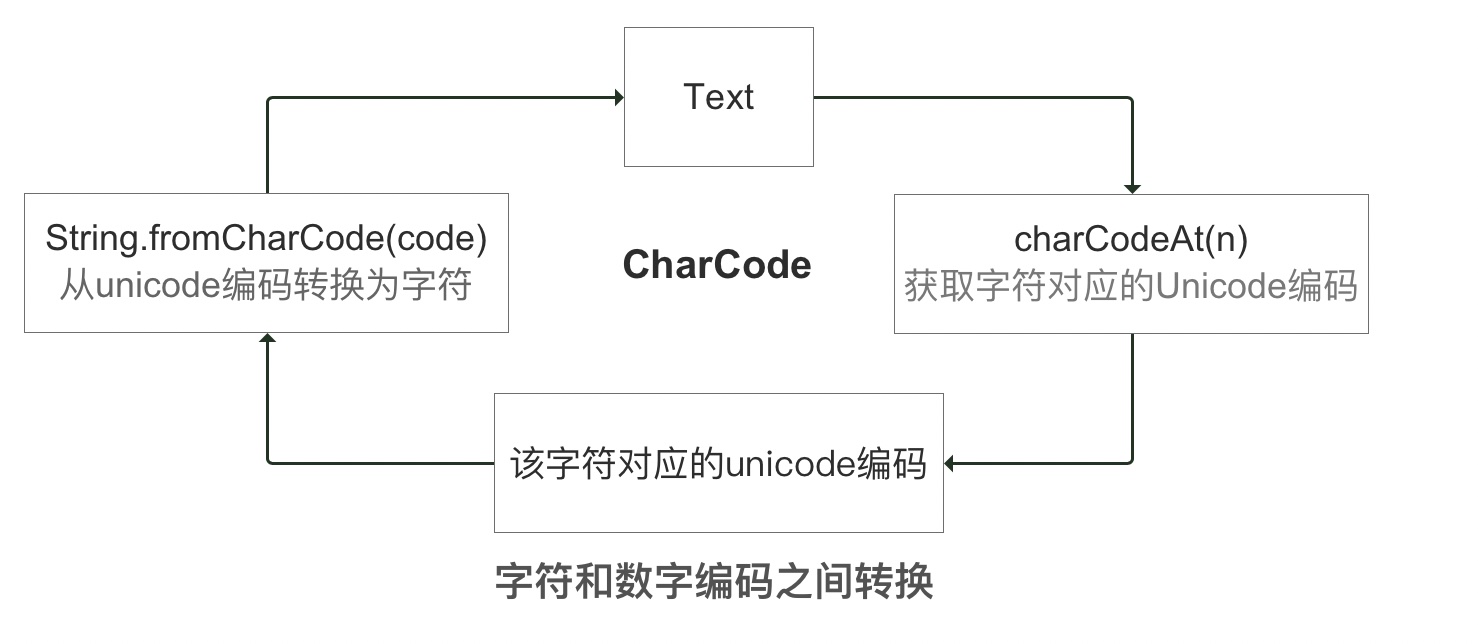 Text
String.fromCharCode(code)
从unicode编码转换为字符
CharCode
charCodeAt(n)
获取字符对应的Unicode编码
该字符对应的unicode编码
字符和数字编码之间转换